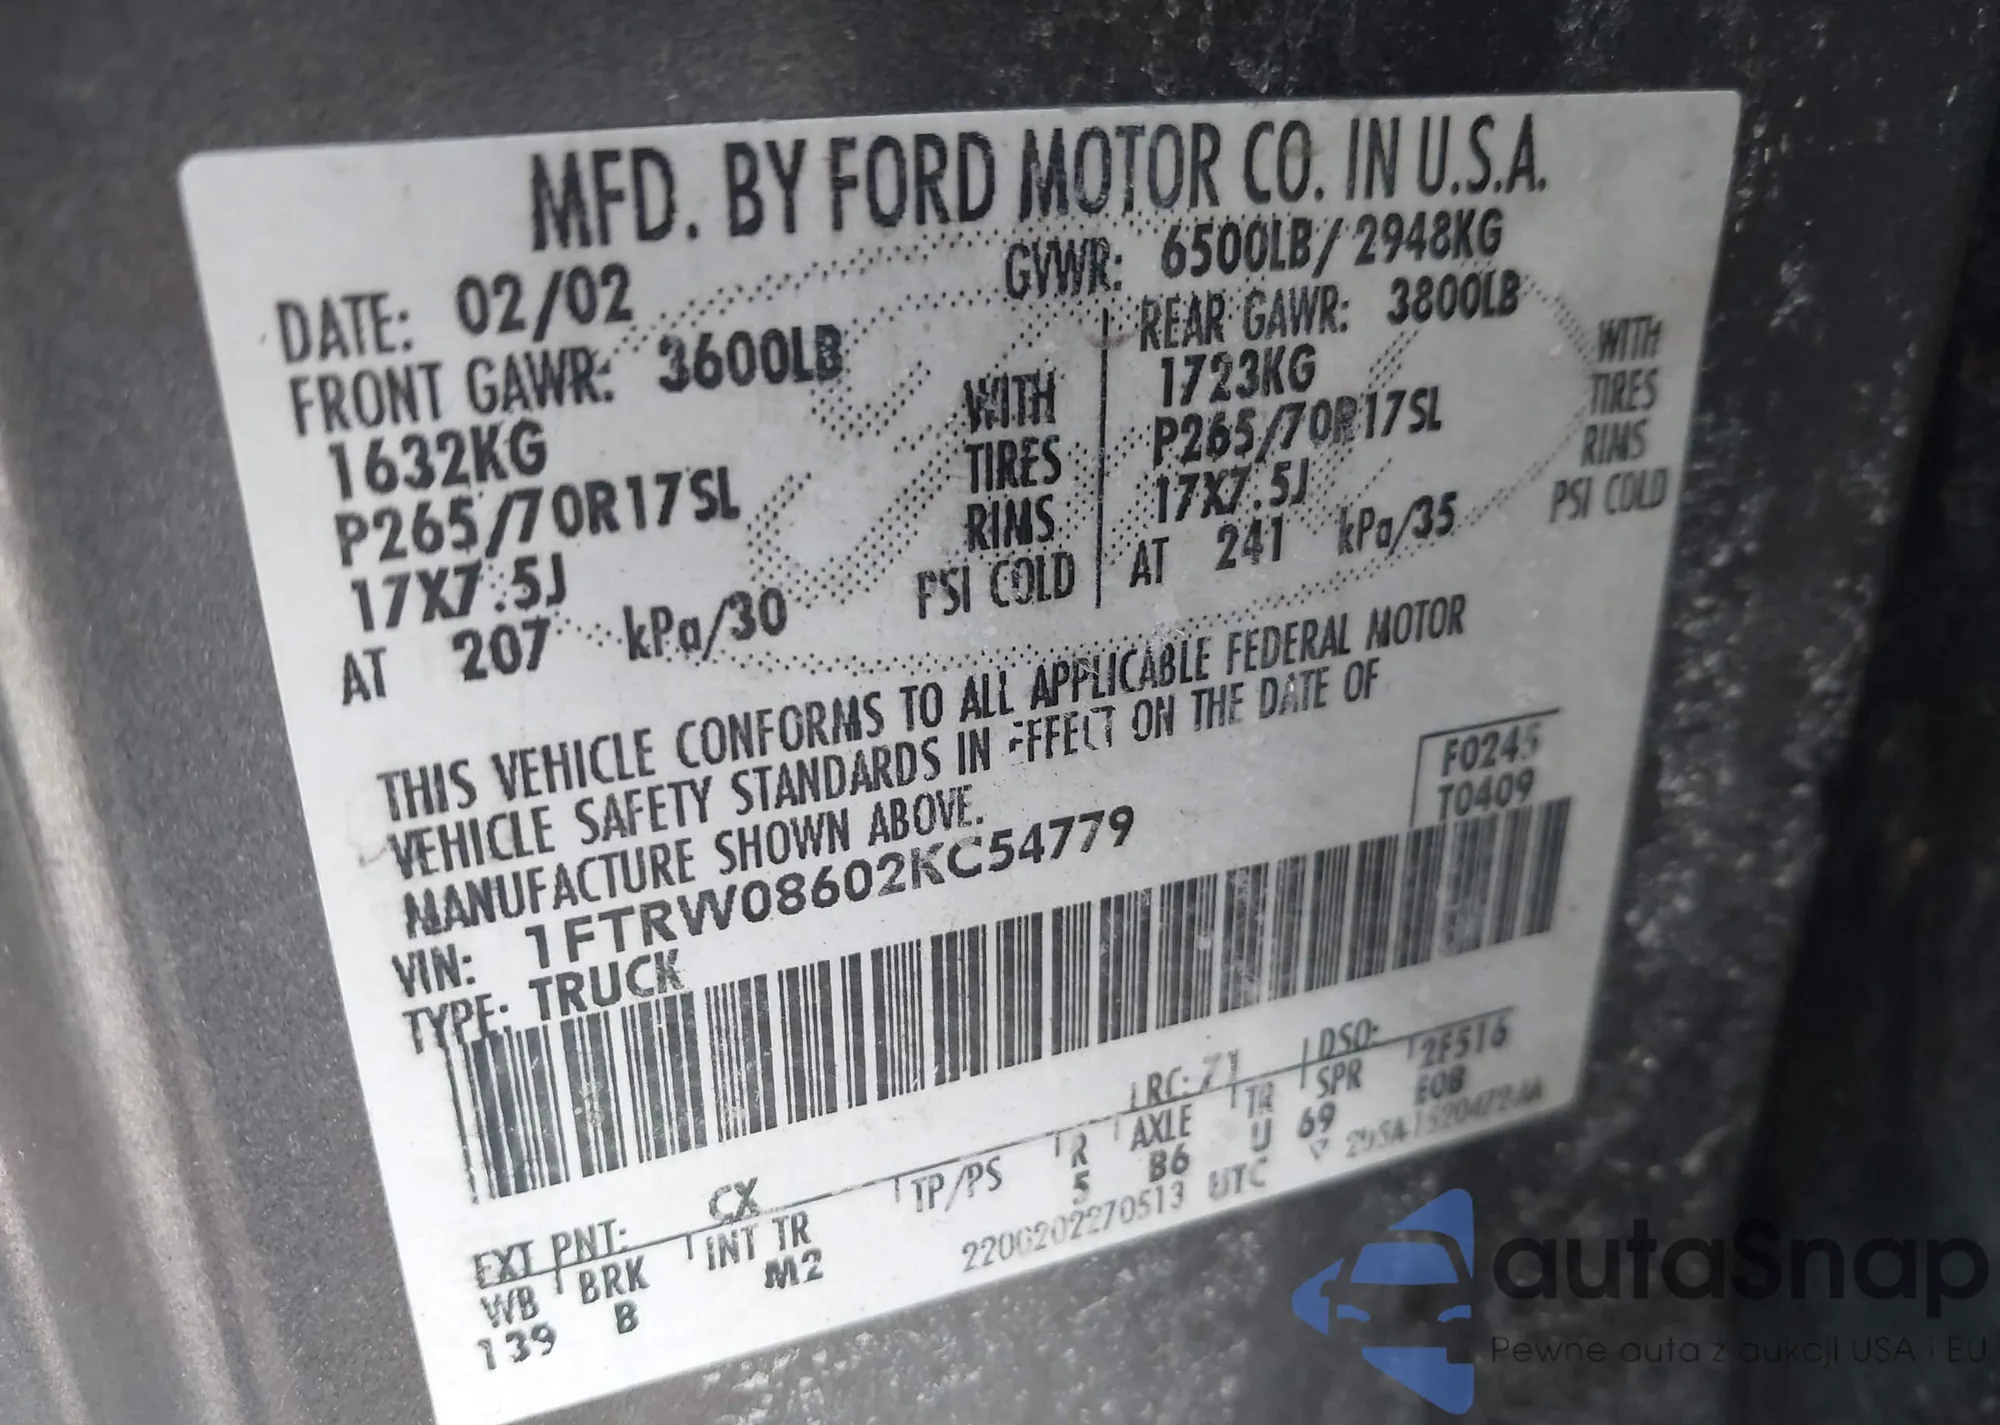 MFD. BY FORD MOTOR CO. IN U.S.A.
DATE: 02/02
GVWR: 6500LB/2948KG
FRONT GAWR: 3600LB
1632KG
WITH
P265/70R17SL
TIRES
17X7.5J
RIMS
AT 207 kPa/30 PSI COLD
REAR GAWR: 3800LB
1723KG
WITH
P265/70R17SL
TIRES
17X7.5J
RIMS
AT 241 kPa/35 PSI COLD
THIS VEHICLE CONFORMS TO ALL APPLICABLE FEDERAL MOTOR
VEHICLE SAFETY STANDARDS IN EFFECT ON THE DATE OF
MANUFACTURE SHOWN ABOVE.
F0245
T0409
VIN: 1FTRW08602KC54779
TYPE: TRUCK
EXT PNT: CX RC: 71 DSO: 2F516
WB BRK INT TR TP/PS R AXLE TR SPR EOB
139 B M2 5 B6 U 69
UTC
autaSnap
Pewne auta z aukcji USA i EU